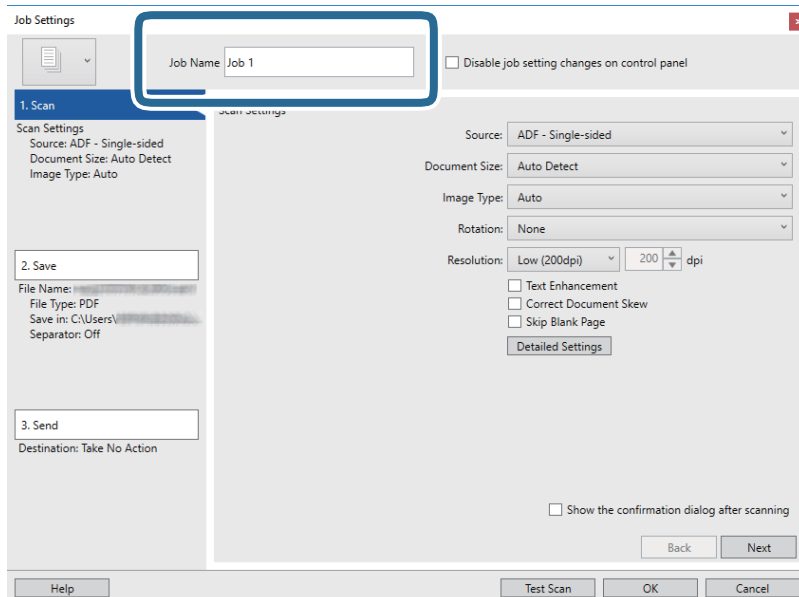 Job Settings
Job Name Job 1
Disable job setting changes on control panel
1. Scan
Scan Settings
Source: ADF - Single-sided
Document Size: Auto Detect
Image Type: Auto
2. Save
File Name:
File Type: PDF
Save in: C:\Users\
Separator: Off
3. Send
Destination: Take No Action
Scan Settings
Source: ADF - Single-sided
Document Size: Auto Detect
Image Type: Auto
Rotation: None
Resolution: Low (200dpi) 200 dpi
Text Enhancement
Correct Document Skew
Skip Blank Page
Detailed Settings
Show the confirmation dialog after scanning
Back Next
Help Test Scan OK Cancel